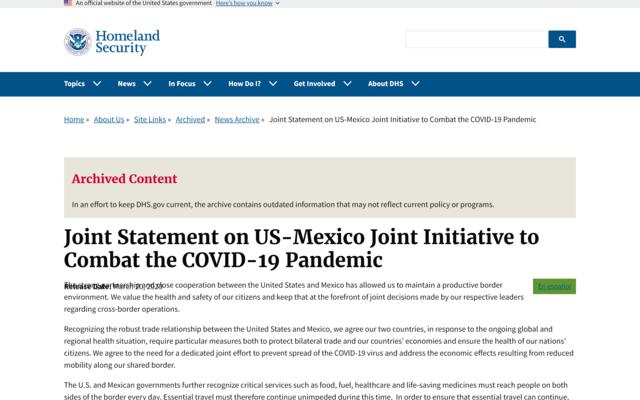 An official website of the United States government Here's how you know
Homeland
Security
Topics News In Focus How Do I? Get Involved About DHS
Home » About Us » Site Links » Archived » News Archive » Joint Statement on US-Mexico Joint Initiative to Combat the COVID-19 Pandemic
Archived Content
In an effort to keep DHS.gov current, the archive contains outdated information that may not reflect current policy or programs.
Joint Statement on US-Mexico Joint Initiative to
Combat the COVID-19 Pandemic
Release Date: March 20, 2020
En español
The strong partnership and close cooperation between the United States and Mexico has allowed us to maintain a productive border
environment. We value the health and safety of our citizens and keep that at the forefront of joint decisions made by our respective leaders
regarding cross-border operations.
Recognizing the robust trade relationship between the United States and Mexico, we agree our two countries, in response to the ongoing global and
regional health situation, require particular measures both to protect bilateral trade and our countries' economies and ensure the health of our nations'
citizens. We agree to the need for a dedicated joint effort to prevent spread of the COVID-19 virus and address the economic effects resulting from reduced
mobility along our shared border.
The U.S. and Mexican governments further recognize critical services such as food, fuel, healthcare and life-saving medicines must reach people on both
sides of the border every day. Essential travel must therefore continue unimpeded during this time. In order to ensure that essential travel can continue,